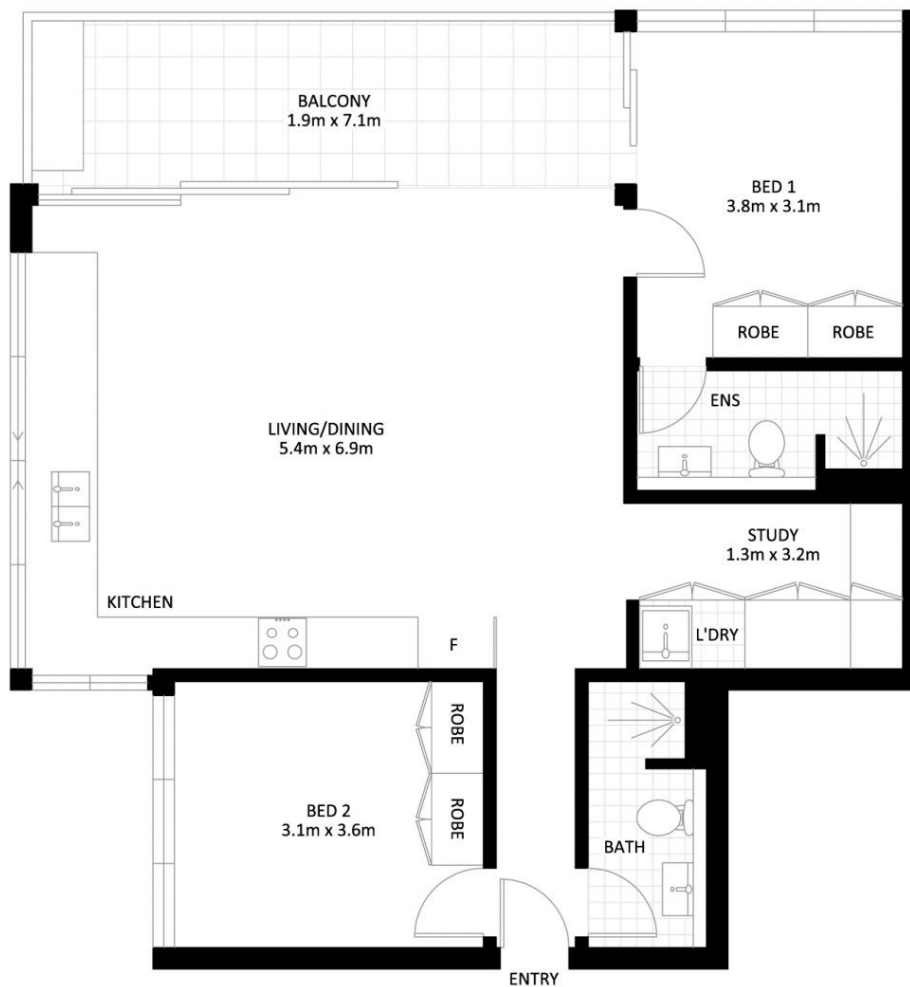 BALCONY
1.9m x 7.1m
BED 1
3.8m x 3.1m
ROBE
ROBE
ENS
LIVING/DINING
5.4m x 6.9m
STUDY
1.3m x 3.2m
KITCHEN
L'DRY
F
ROBE
ROBE
BED 2
3.1m x 3.6m
BATH
ENTRY